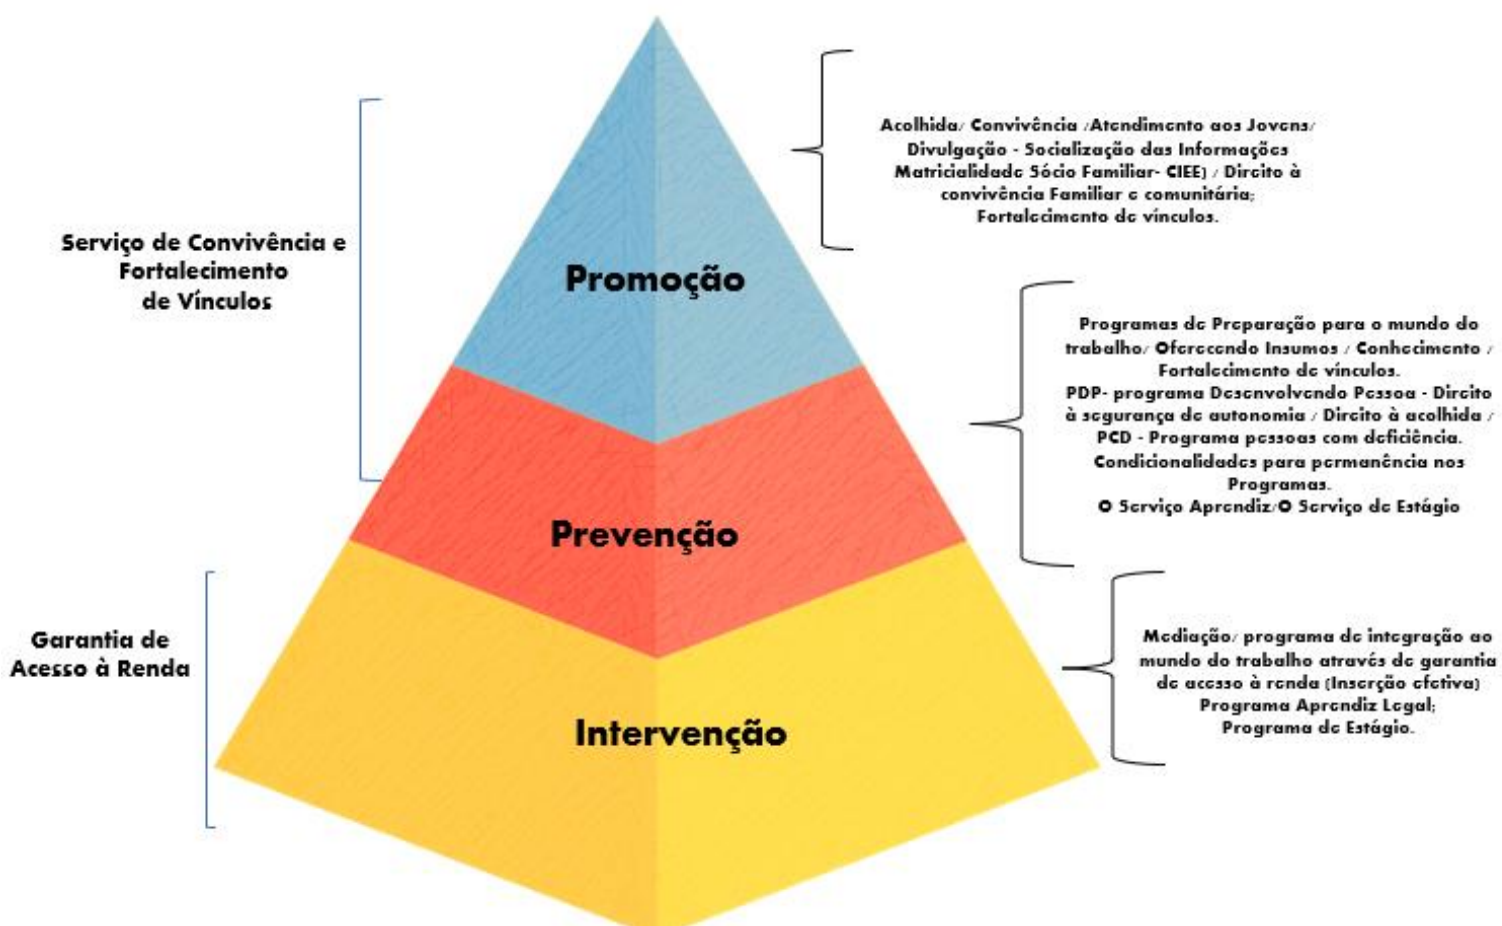 Serviço de Convivência e
Fortalecimento
de Vínculos
Garantia de
Acesso à Renda
Promoção
Prevenção
Intervenção
Acolhida/ Convivência /Atendimento aos Jovens/
Divulgação - Socialização das Informações
Matricialidade Sócio Familiar- CIEE) / Direito à
convivência Familiar e comunitária;
Fortalecimento de vínculos.
Programas de Preparação para o mundo do
trabalho/ Oferecendo Insumos / Conhecimento /
Fortalecimento de vínculos.
PDP- programa Desenvolvendo Pessoa - Direito
à segurança de autonomia / Direito à acolhida /
PCD - Programa pessoas com deficiência.
Condicionalidades para permanência nos
Programas.
O Serviço Aprendiz/O Serviço de Estágio
Mediação/ programa de integração ao
mundo do trabalho através de garantia
de acesso à renda (Inserção efetiva)
Programa Aprendiz Legal;
Programa de Estágio.